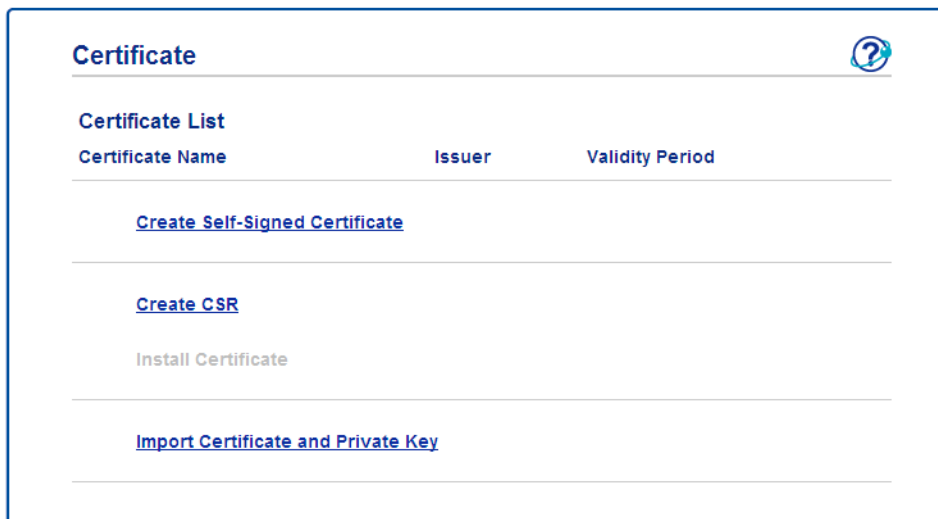 Certificate
?
Certificate List
Certificate Name Issuer Validity Period
Create Self-Signed Certificate
Create CSR
Install Certificate
Import Certificate and Private Key